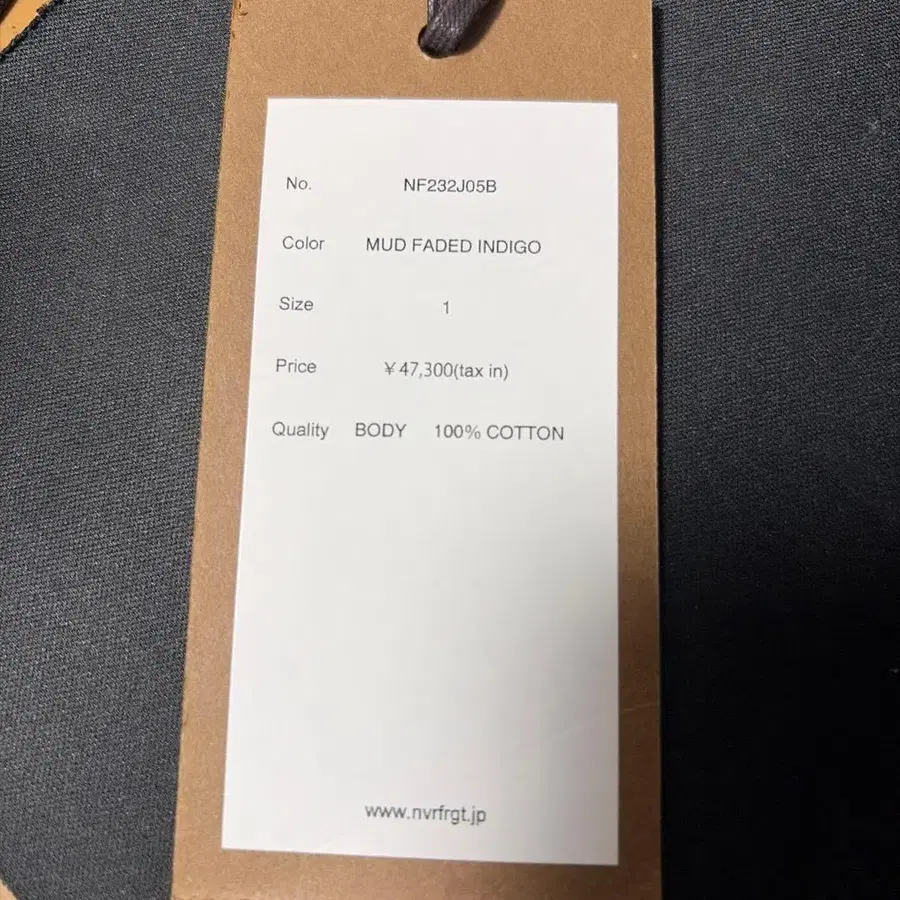 No. NF232J05B
Color MUD FADED INDIGO
Size 1
Price ￥47,300(tax in)
Quality BODY 100% COTTON
www.nvrfrgt.jp